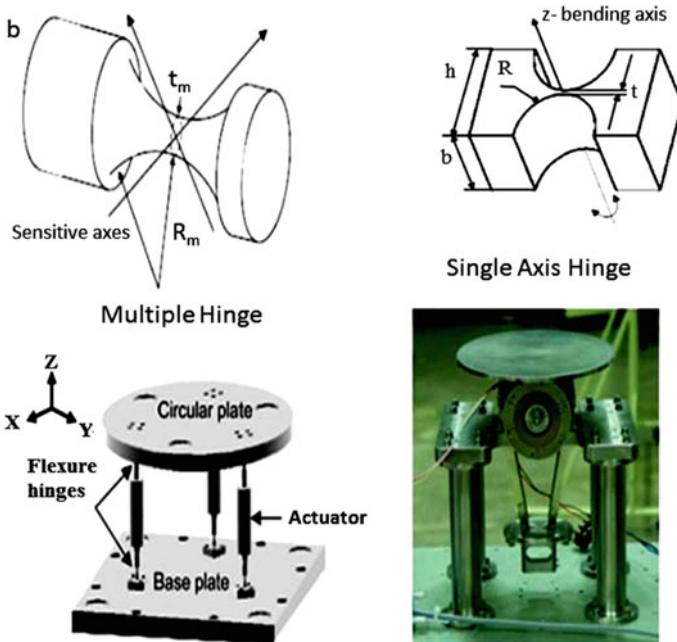 b
t_m
Sensitive axes
R_m
Multiple Hinge
z- bending axis
h
R
t
b
Single Axis Hinge
Z
X
Y
Circular plate
Flexure
hinges
Actuator
Base plate